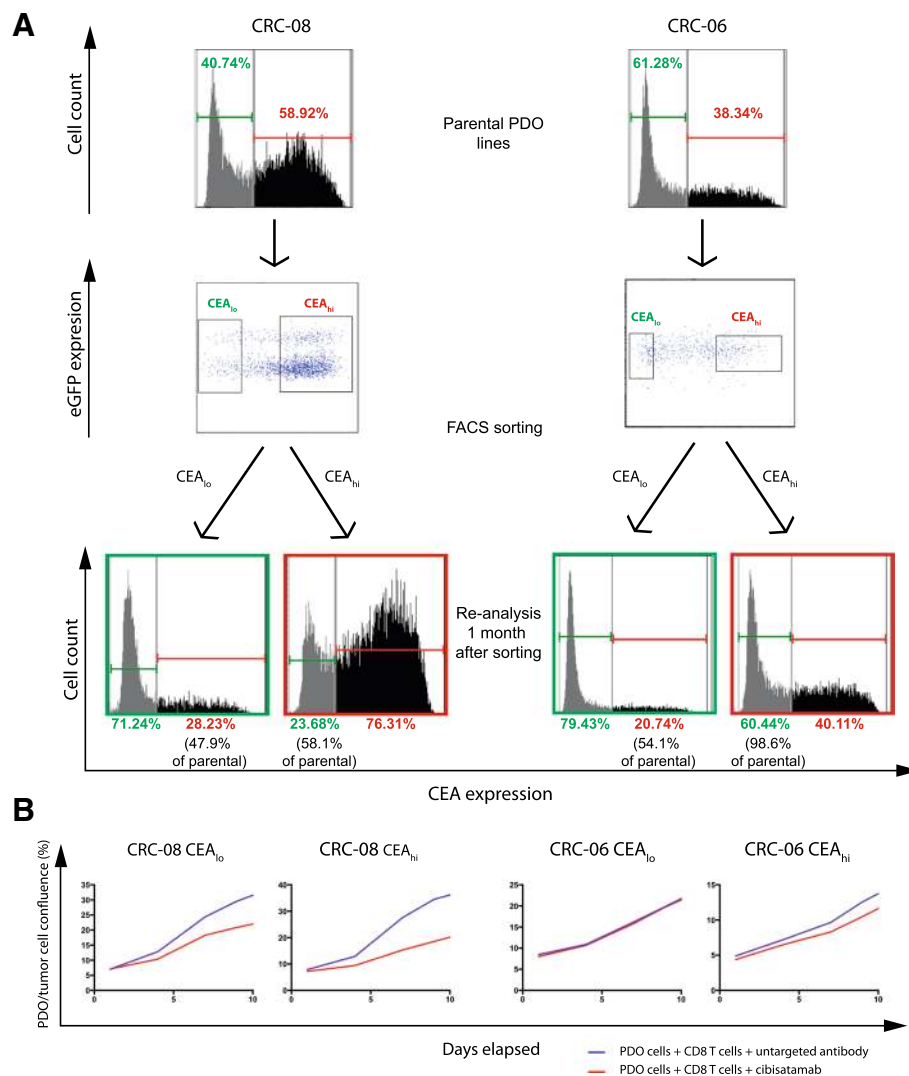 A
CRC-08
CRC-06
Cell count
40.74%
58.92%
Parental PDO
lines
61.28%
38.34%
eGFP expresion
CEAlo
CEAhi
CEAlo
CEAhi
FACS sorting
CEAlo
CEAhi
CEAlo
CEAhi
Cell count
Re-analysis
1 month
after sorting
71.24%
28.23%
(47.9%
of parental)
23.68%
76.31%
(58.1%
of parental)
79.43%
20.74%
(54.1%
of parental)
60.44%
40.11%
(98.6%
of parental)
CEA expression
B
PDO/tumor cell confluence (%)
CRC-08 CEAlo
35
30
25
20
15
10
5
0
0
5
10
CRC-08 CEAhi
40
30
20
10
0
0
5
10
CRC-06 CEAlo
25
20
15
10
5
0
0
5
10
CRC-06 CEAhi
15
10
5
0
0
5
10
Days elapsed
PDO cells + CD8 T cells + untargeted antibody
PDO cells + CD8 T cells + cibisatamab